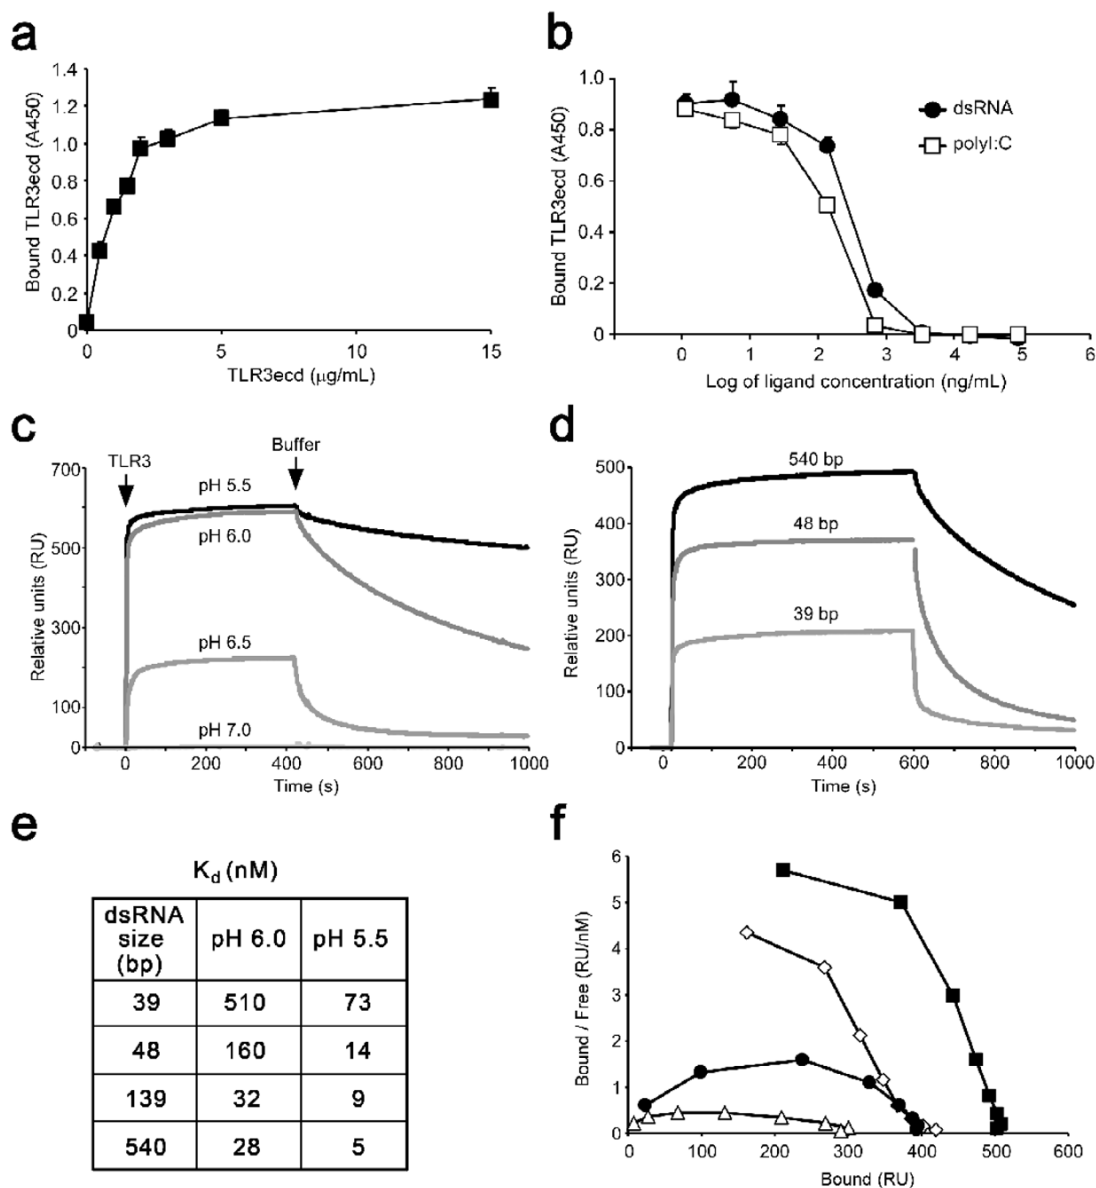 a
1.4
1.2
1.0
0.8
0.6
0.4
0.2
0
Bound TLR3ecd (A450)
0 5 10 15
TLR3ecd (μg/mL)
b
1.0
0.8
0.6
0.4
0.2
0
Bound TLR3ecd (A450)
dsRNA
polyI:C
0 1 2 3 4 5 6
Log of ligand concentration (ng/mL)
c
TLR3
Buffer
700
500
300
100
0
Relative units (RU)
pH 5.5
pH 6.0
pH 6.5
pH 7.0
0 200 400 600 800 1000
Time (s)
d
500
400
300
200
100
0
Relative units (RU)
540 bp
48 bp
39 bp
0 200 400 600 800 1000
Time (s)
e
Kd (nM)
dsRNA
size
(bp)
pH 6.0 pH 5.5
39 510 73
48 160 14
139 32 9
540 28 5
f
6
5
4
3
2
1
0
Bound / Free (RU/nM)
0 100 200 300 400 500 600
Bound (RU)